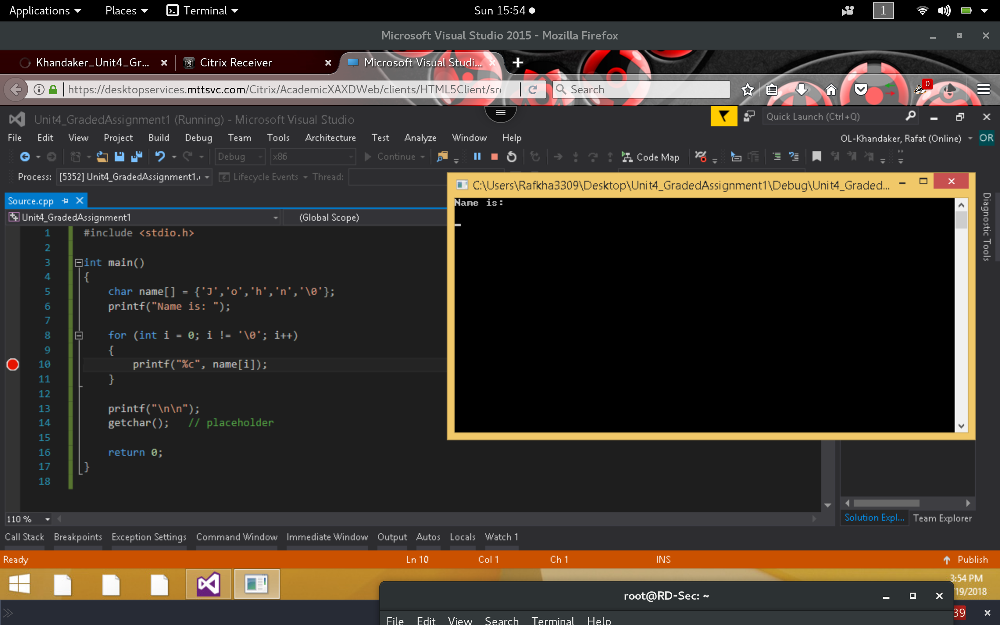 Applications Places Terminal Sun 15:54 1
Microsoft Visual Studio 2015 - Mozilla Firefox
Khandaker_Unit4_Gr... Citrix Receiver Microsoft Visual Studi...
https://desktopservices.mttsvc.com/Citrix/AcademicXAXDWeb/clients/HTML5Client/src Search 0
Unit4_GradedAssignment1 (Running) - Microsoft Visual Studio Quick Launch (Ctrl+Q)
File Edit View Project Build Debug Team Tools Architecture Test Analyze Window Help OL-Khandaker, Rafat (Online) OR
Debug x86 Continue Code Map
Process: [5352] Unit4_GradedAssignment1. Lifecycle Events Thread:
C:\Users\Rafkha3309\Desktop\Unit4_GradedAssignment1\Debug\Unit4_Graded...
Name is:
Diagnostic Tools
Source.cpp
Unit4_GradedAssignment1 (Global Scope)
1 #include <stdio.h>
2
3 int main()
4 {
5 char name[] = {'J','o','h','n','\0'};
6 printf("Name is: ");
7
8 for (int i = 0; i != '\0'; i++)
9 {
10 printf("%c", name[i]);
11 }
12
13 printf("\n\n");
14 getchar(); // placeholder
15
16 return 0;
17 }
18
110 % Solution Expl... Team Explorer
Call Stack Breakpoints Exception Settings Command Window Immediate Window Output Autos Locals Watch 1
Ready Ln 10 Col 1 Ch 1 INS Publish
3:54 PM
19/2018
root@RD-Sec: ~
39
File Edit View Search Terminal Help